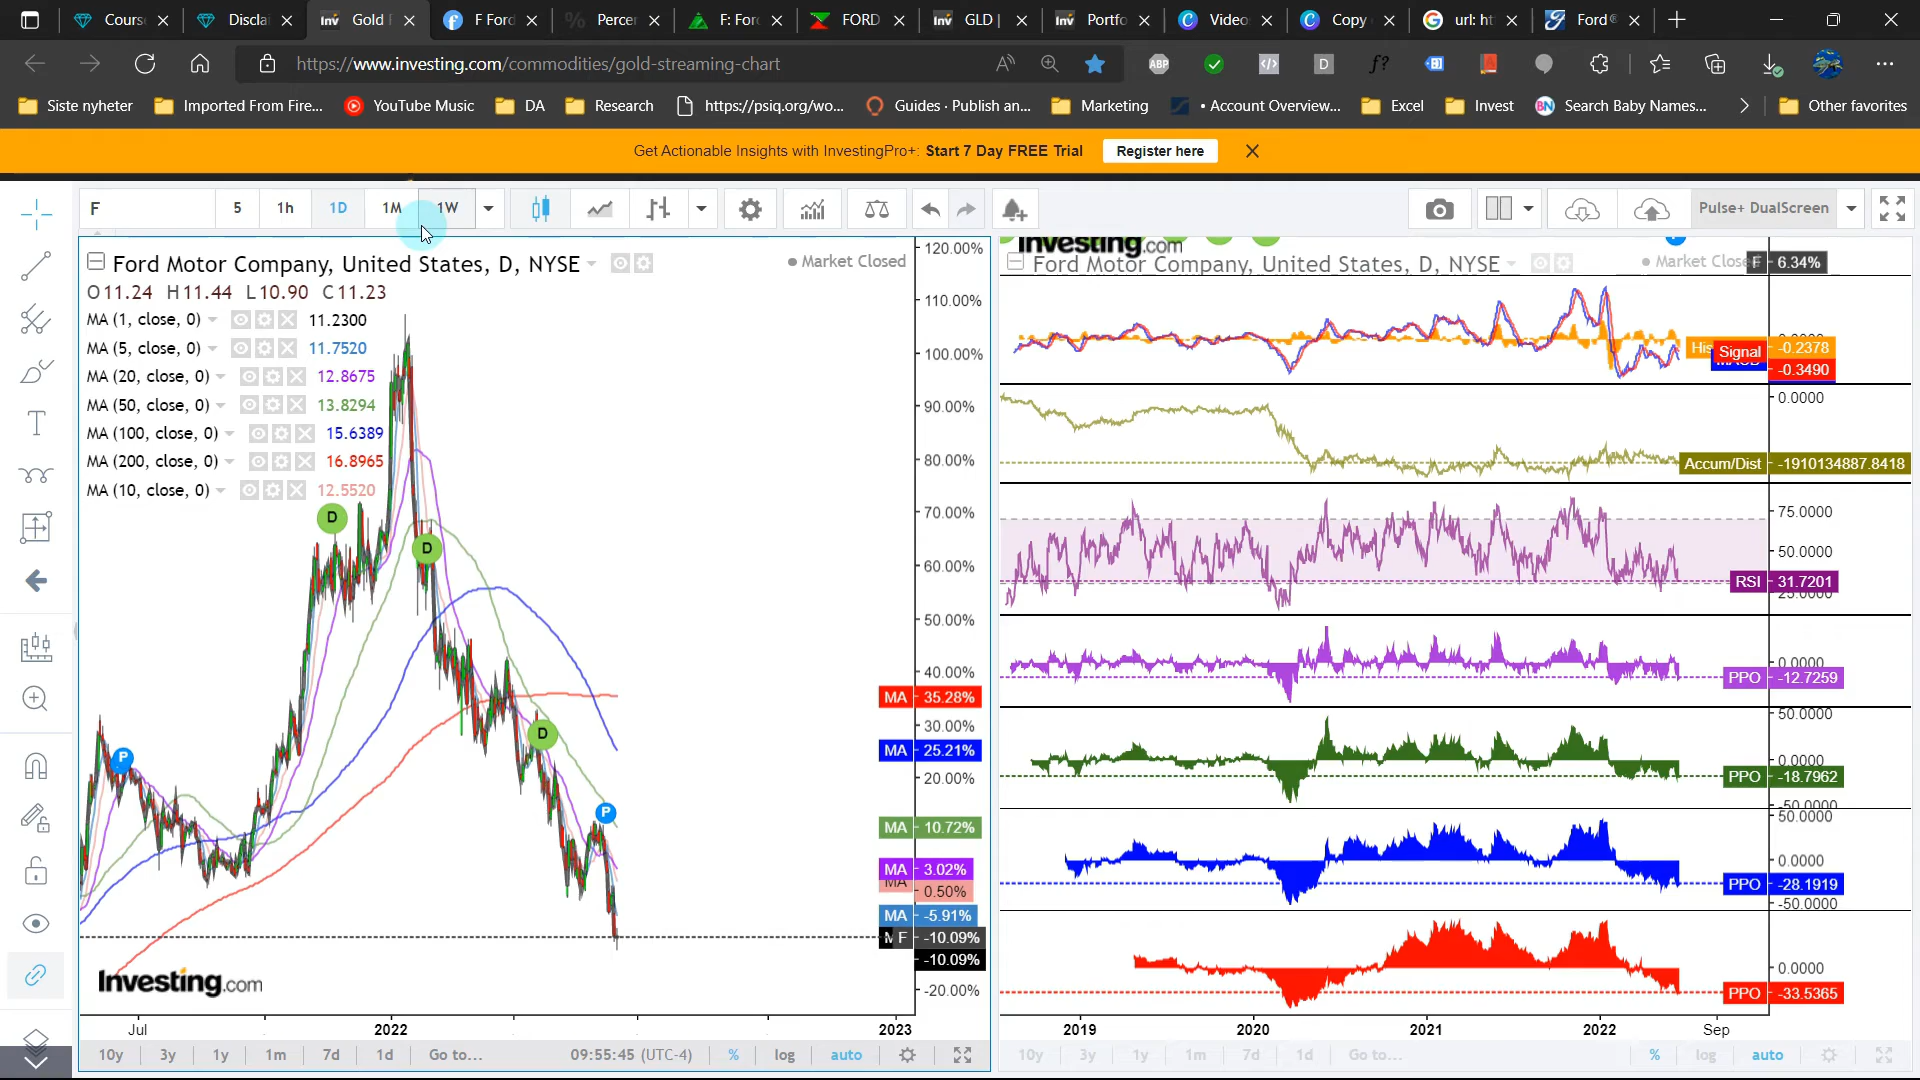 Cours
Disclai
Gold F
F Ford
Percer
F: For
FORD
GLD |
Portfo
Video
Copy
url: ht
Ford®
https://www.investing.com/commodities/gold-streaming-chart
Siste nyheter
Imported From Fire...
YouTube Music
DA
Research
https://psiq.org/wo...
Guides · Publish an...
Marketing
• Account Overview...
Excel
Invest
Search Baby Names...
Other favorites
Get Actionable Insights with InvestingPro+: Start 7 Day FREE Trial
Register here
F
5
1h
1D
1M
1W
Pulse+ DualScreen
Ford Motor Company, United States, D, NYSE
Market Closed
O11.24 H11.44 L10.90 C11.23
MA (1, close, 0) 11.2300
MA (5, close, 0) 11.7520
MA (20, close, 0) 12.8675
MA (50, close, 0) 13.8294
MA (100, close, 0) 15.6389
MA (200, close, 0) 16.8965
MA (10, close, 0) 12.5520
D
D
D
P
P
120.00%
110.00%
100.00%
90.00%
80.00%
70.00%
60.00%
50.00%
40.00%
MA 35.28%
30.00%
MA 25.21%
20.00%
MA 10.72%
MA 3.02%
MA 0.50%
MA -5.91%
F -10.09%
-10.09%
-20.00%
Investing.com
Jul
2022
2023
10y
3y
1y
1m
7d
1d
Go to...
09:55:45 (UTC-4)
%
log
auto
Investing.com
Ford Motor Company, United States, D, NYSE
Market Close
F 6.34%
His -0.2378
Signal -0.3490
0.0000
Accum/Dist -1910134887.8418
75.0000
50.0000
RSI 31.7201
25.0000
0.0000
PPO -12.7259
50.0000
0.0000
PPO -18.7962
-50.0000
50.0000
0.0000
PPO -28.1919
-50.0000
0.0000
PPO -33.5365
2019
2020
2021
2022
Sep
10y
3y
1y
1m
7d
1d
Go to...
%
log
auto